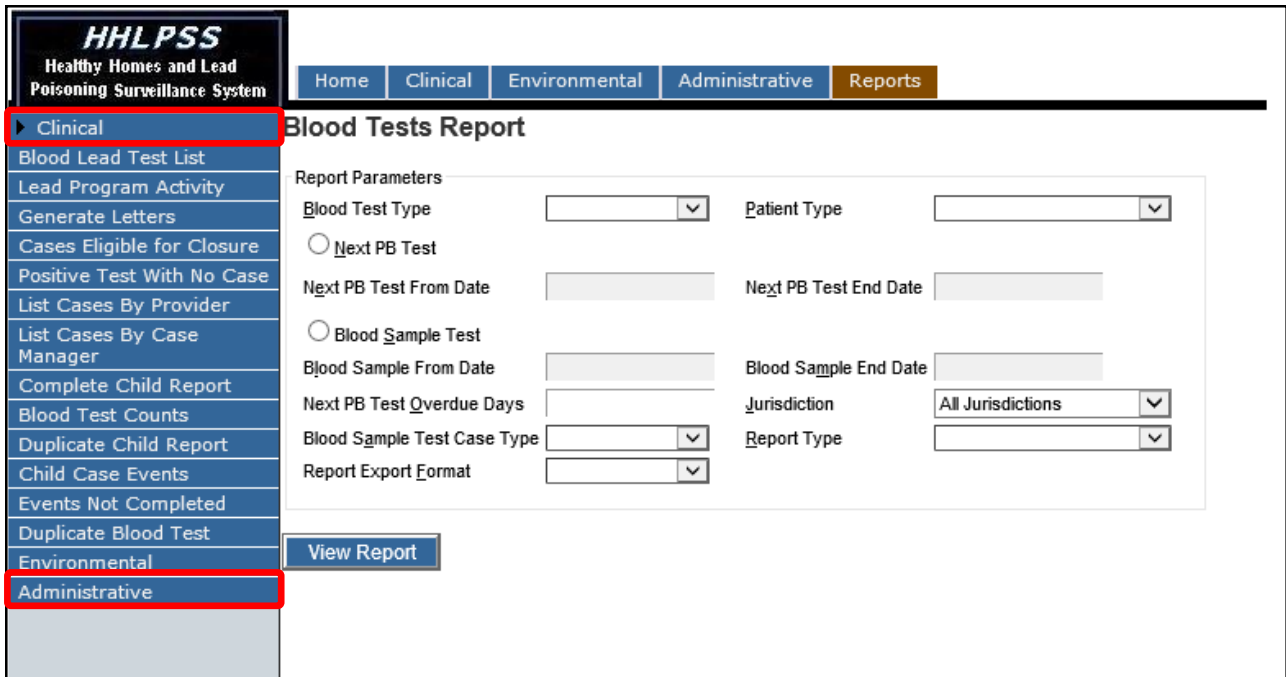 HHLPSS
Healthy Homes and Lead
Poisoning Surveillance System
Home Clinical Environmental Administrative Reports
Clinical
Blood Lead Test List
Lead Program Activity
Generate Letters
Cases Eligible for Closure
Positive Test With No Case
List Cases By Provider
List Cases By Case
Manager
Complete Child Report
Blood Test Counts
Duplicate Child Report
Child Case Events
Events Not Completed
Duplicate Blood Test
Environmental
Administrative
Blood Tests Report
Report Parameters
Blood Test Type Patient Type
Next PB Test
Next PB Test From Date Next PB Test End Date
Blood Sample Test
Blood Sample From Date Blood Sample End Date
Next PB Test Overdue Days Jurisdiction All Jurisdictions
Blood Sample Test Case Type Report Type
Report Export Format
View Report